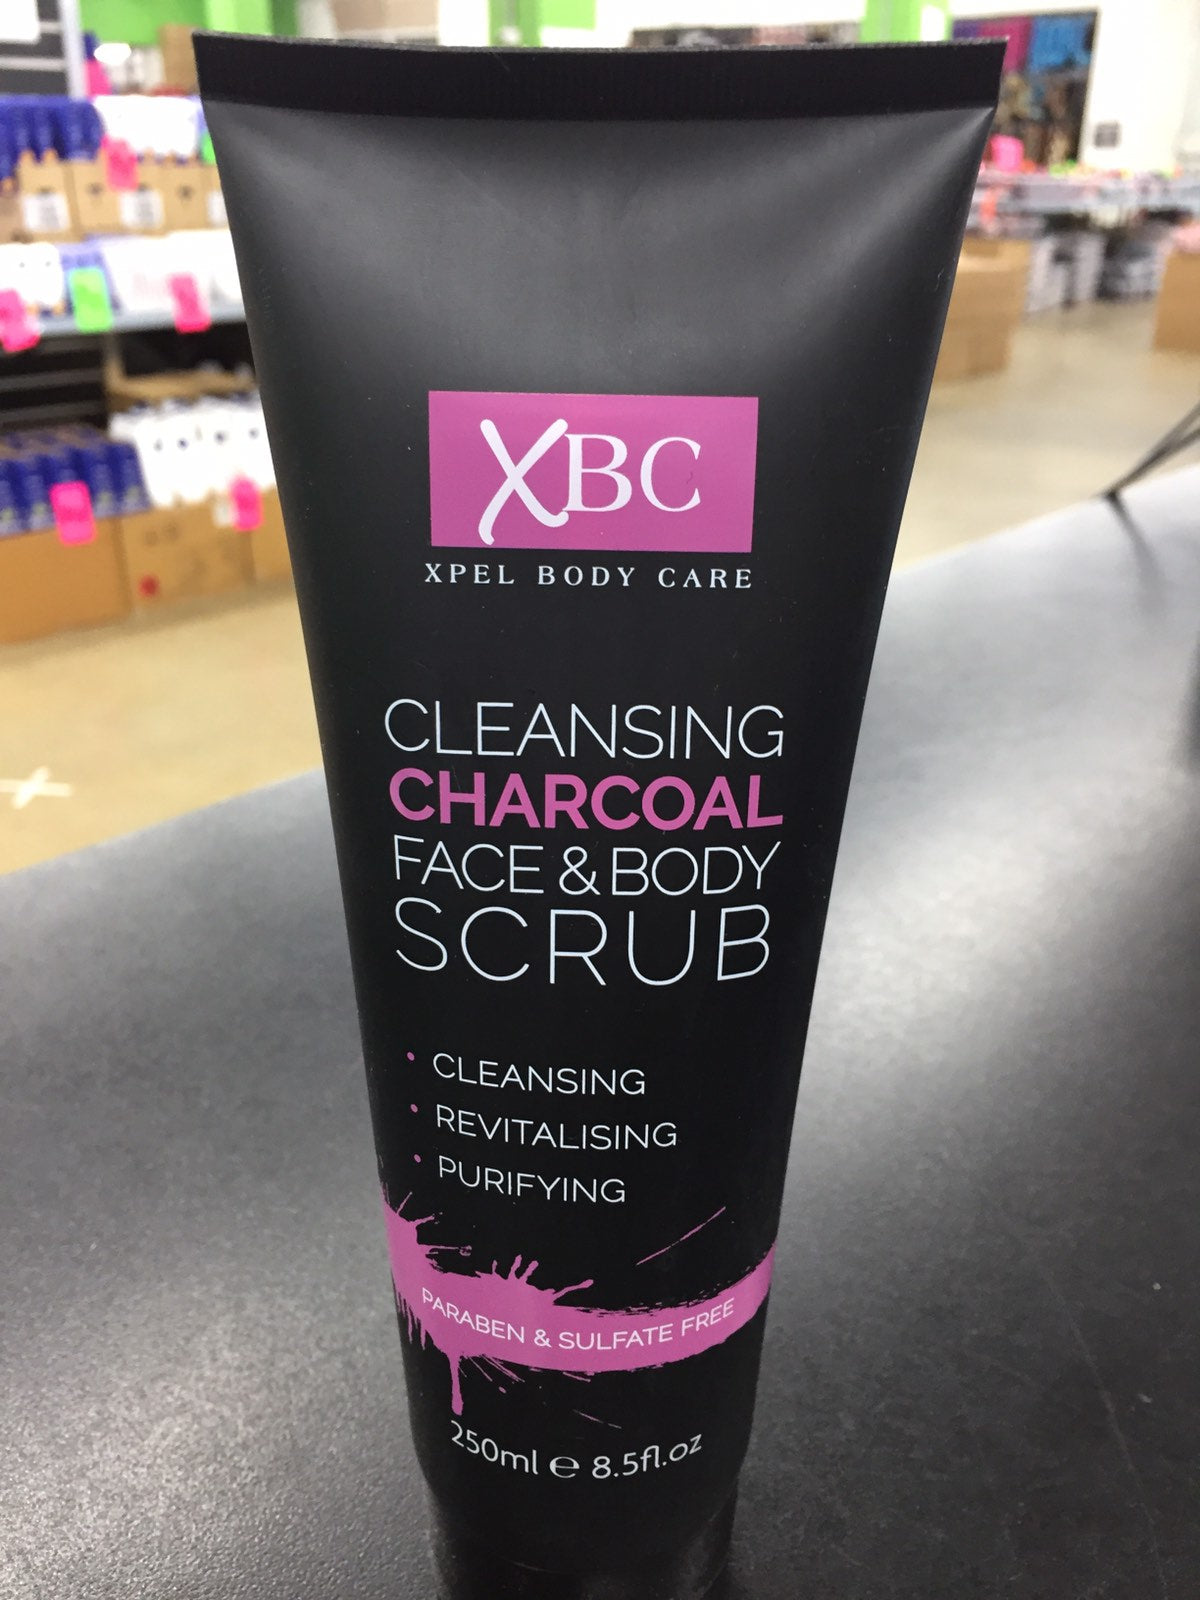 XBC
XPEL BODY CARE
CLEANSING
CHARCOAL
FACE & BODY
SCRUB
• CLEANSING
• REVITALISING
• PURIFYING
PARABEN & SULFATE FREE
250ml ℮ 8.5fl.oz